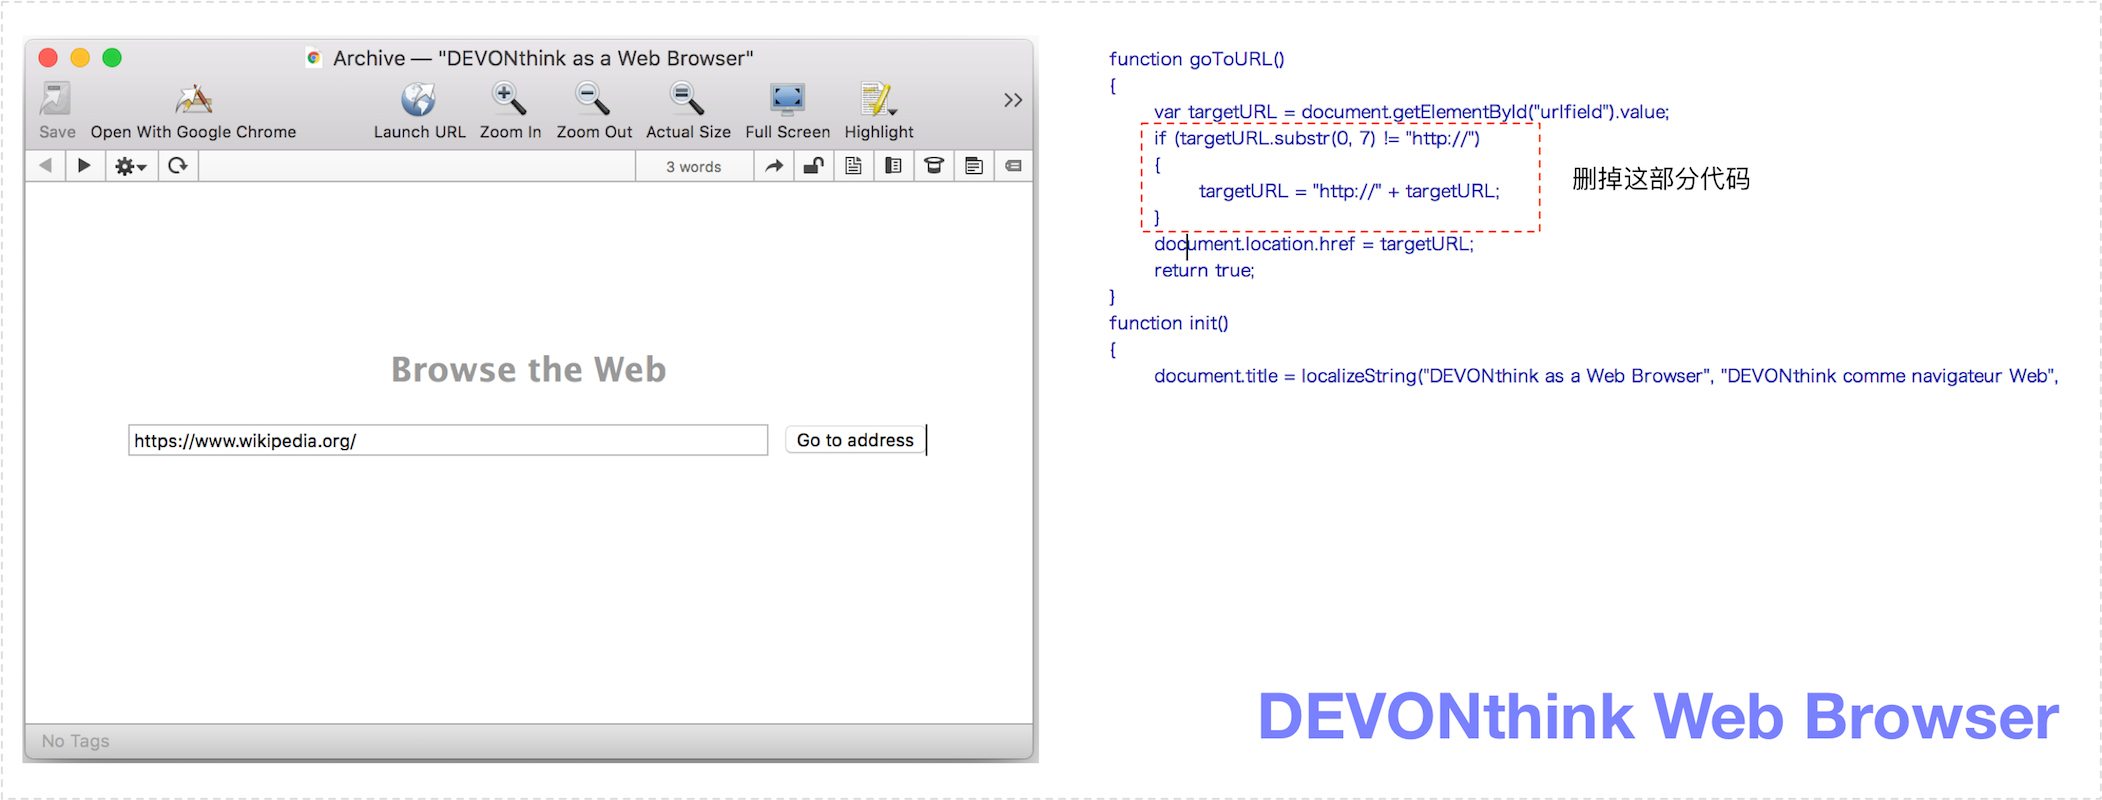 Archive — "DEVONthink as a Web Browser"
Save
Open With Google Chrome
Launch URL
Zoom In
Zoom Out
Actual Size
Full Screen
Highlight
3 words
Browse the Web
https://www.wikipedia.org/
Go to address
No Tags
function goToURL()
{
var targetURL = document.getElementById("urlfield").value;
if (targetURL.substr(0, 7) != "http://")
{
targetURL = "http://" + targetURL;
}
document.location.href = targetURL;
return true;
}
function init()
{
document.title = localizeString("DEVONthink as a Web Browser", "DEVONthink comme navigateur Web",
删掉这部分代码
DEVONthink Web Browser